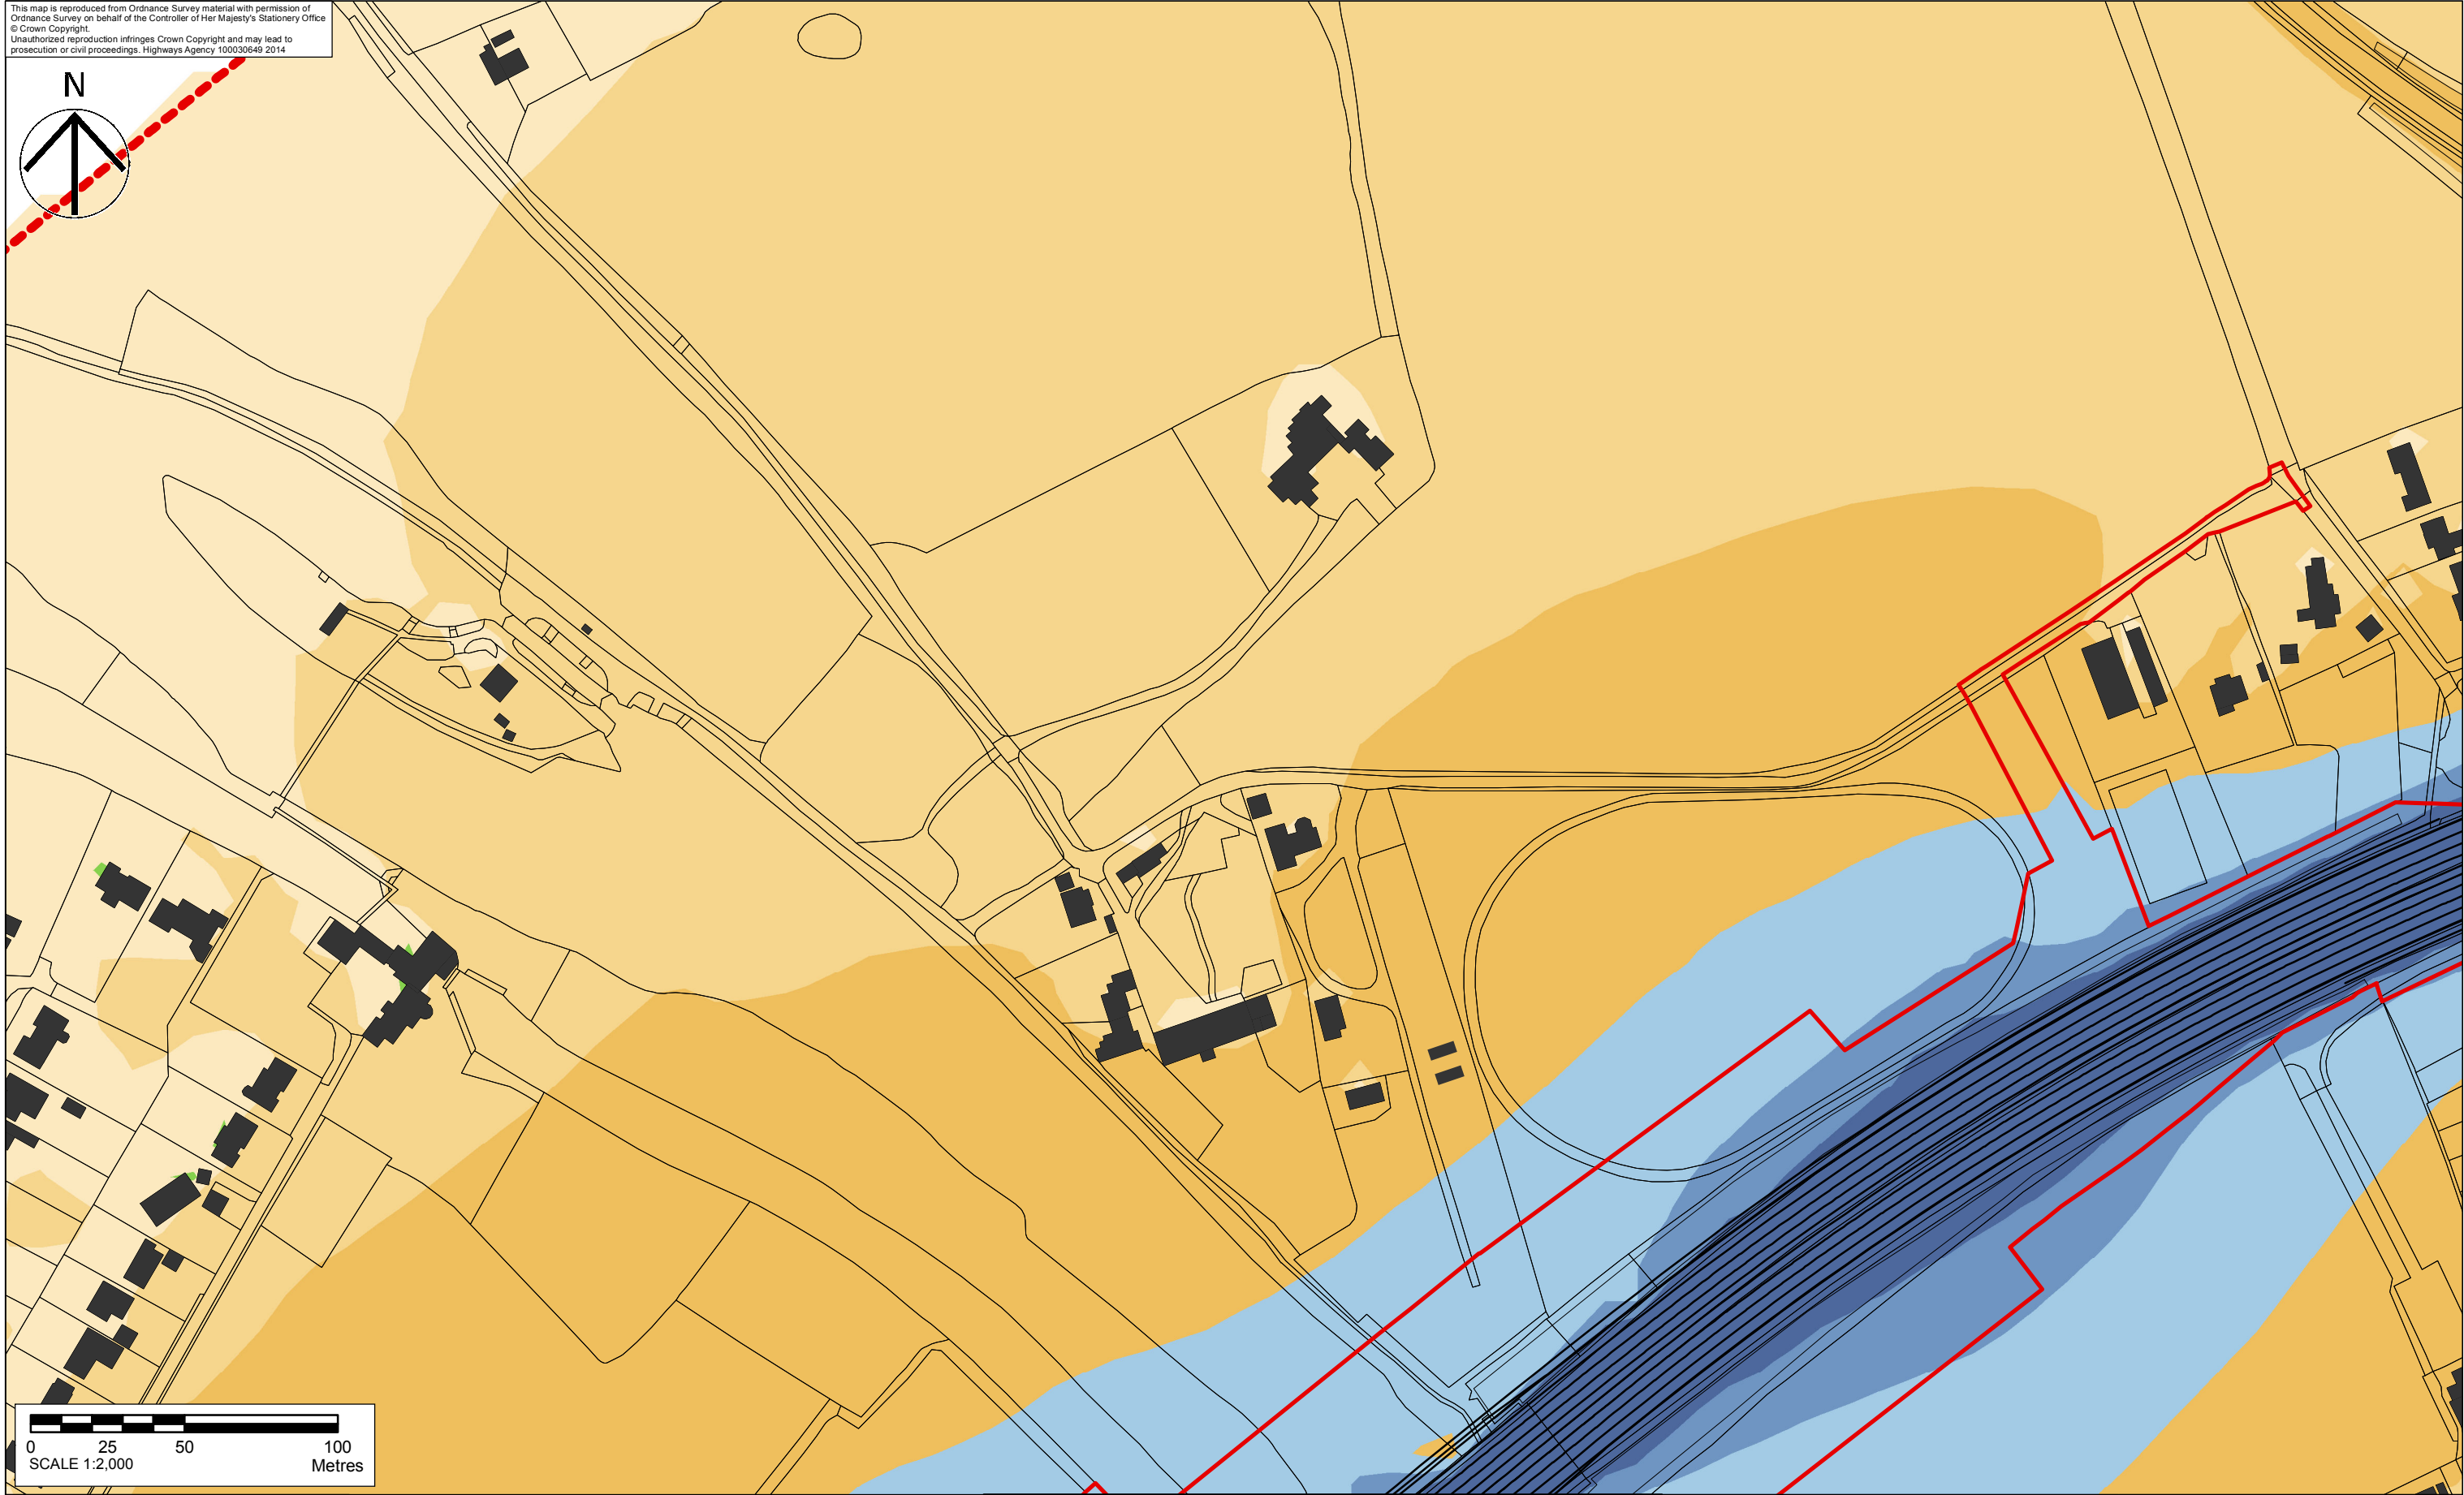 This map is reproduced from Ordnance Survey material with permission of
Ordnance Survey on behalf of the Controller of Her Majesty's Stationery Office
© Crown Copyright.
Unauthorized reproduction infringes Crown Copyright and may lead to
prosecution or civil proceedings. Highways Agency 100030649 2014
N
0 25 50 100
SCALE 1:2,000 Metres